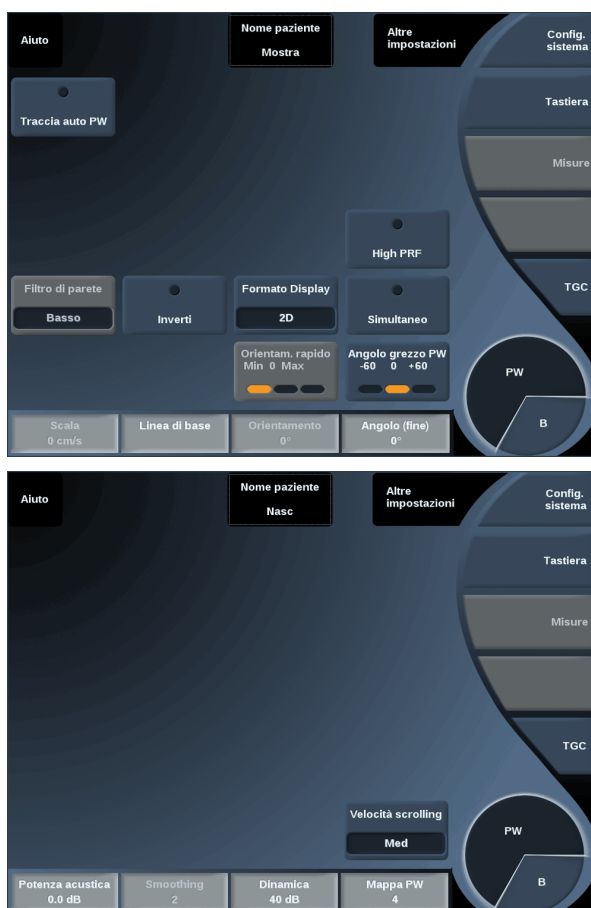 Aiuto
Nome paziente
Mostra
Altre
impostazioni
Config.
sistema
Traccia auto PW
Tastiera
Misure
High PRF
Filtro di parete
Basso
Inverti
Formato Display
2D
Simultaneo
TGC
Orientam. rapido
Min 0 Max
Angolo grezzo PW
-60 0 +60
PW
B
Scala
0 cm/s
Linea di base
Orientamento
0°
Angolo (fine)
0°
Aiuto
Nome paziente
Nasc
Altre
impostazioni
Config.
sistema
Tastiera
Misure
TGC
Velocità scrolling
Med
PW
B
Potenza acustica
0.0 dB
Smoothing
2
Dinamica
40 dB
Mappa PW
4